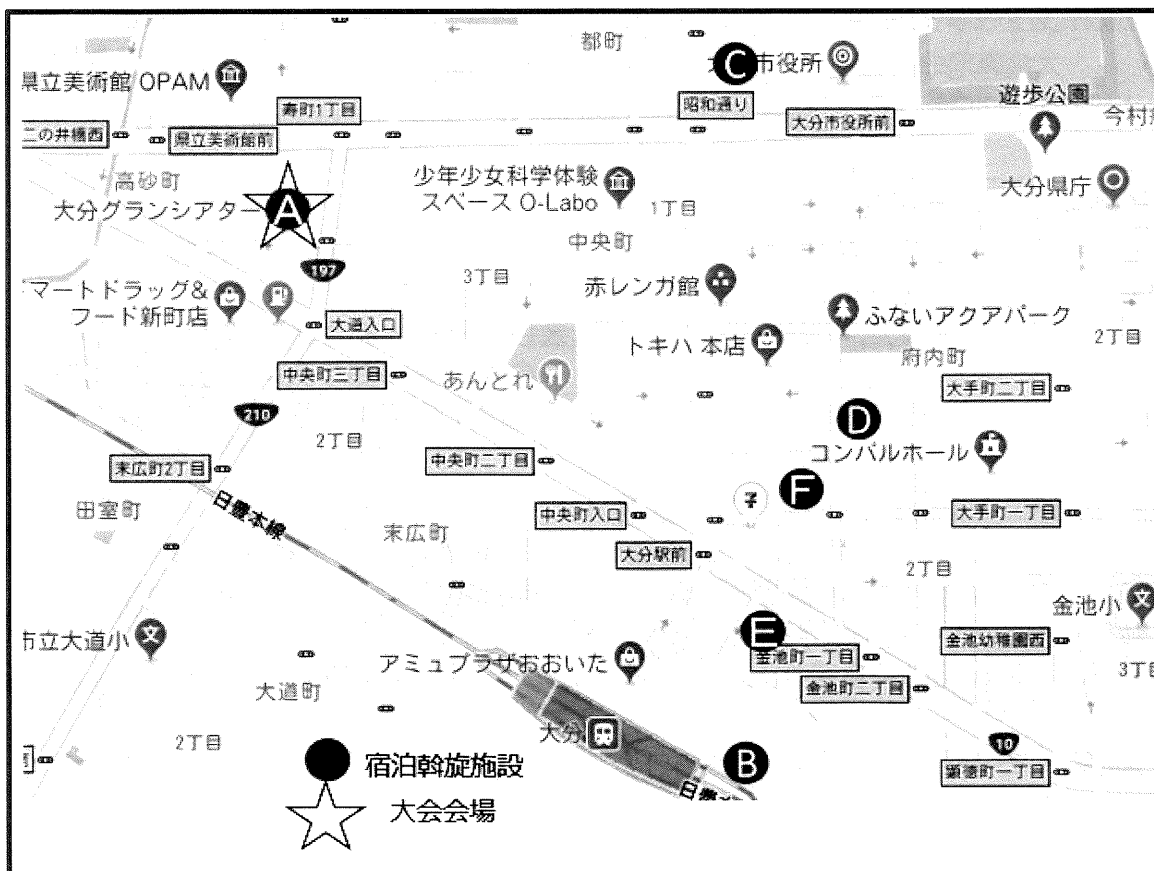 都町
C
市役所
県立美術館 OPAM
昭和通り
遊歩公園
寿町1丁目
大分市役所前
二の井橋西
県立美術館前
高砂町
少年少女科学体験
スペース O-Labo
大分県庁
1丁目
大分グランシアター
A
中央町
197
3丁目
赤レンガ館
マートドラッグ&
フード新町店
大道入口
ふないアクアパーク
トキハ 本店
府内町
2丁目
中央町三丁目
あんとれ
大手町二丁目
210
D
2丁目
コンパルホール
末広町2丁目
中央町二丁目
F
田室町
日豊本線
末広町
中央町入口
大手町一丁目
大分駅前
2丁目
金池小
市立大道小
E
金池幼稚園西
金池町一丁目
アミュプラザおおいた
3丁目
大道町
金池町二丁目
2丁目
大分
10
B
顕徳町一丁目
宿泊斡旋施設
大会会場